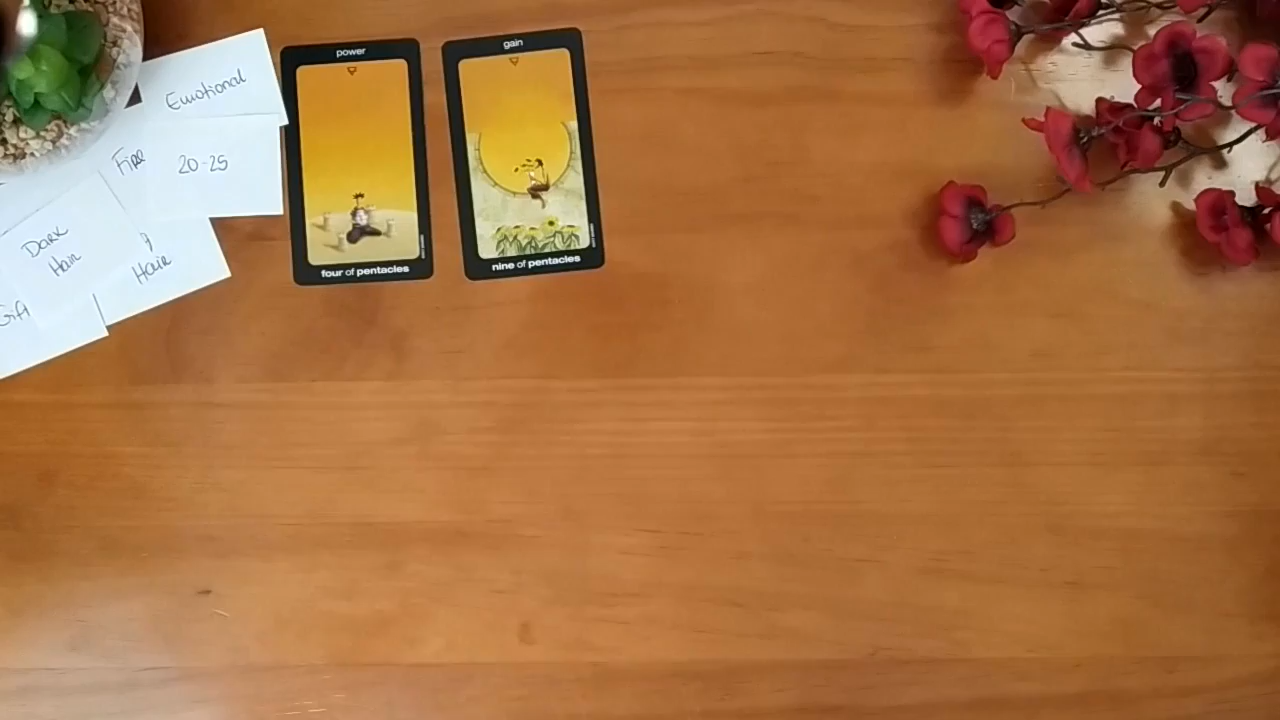 Emotional
Fire
20-25
Dark
Hair
Hair
power
four of pentacles
gain
nine of pentacles